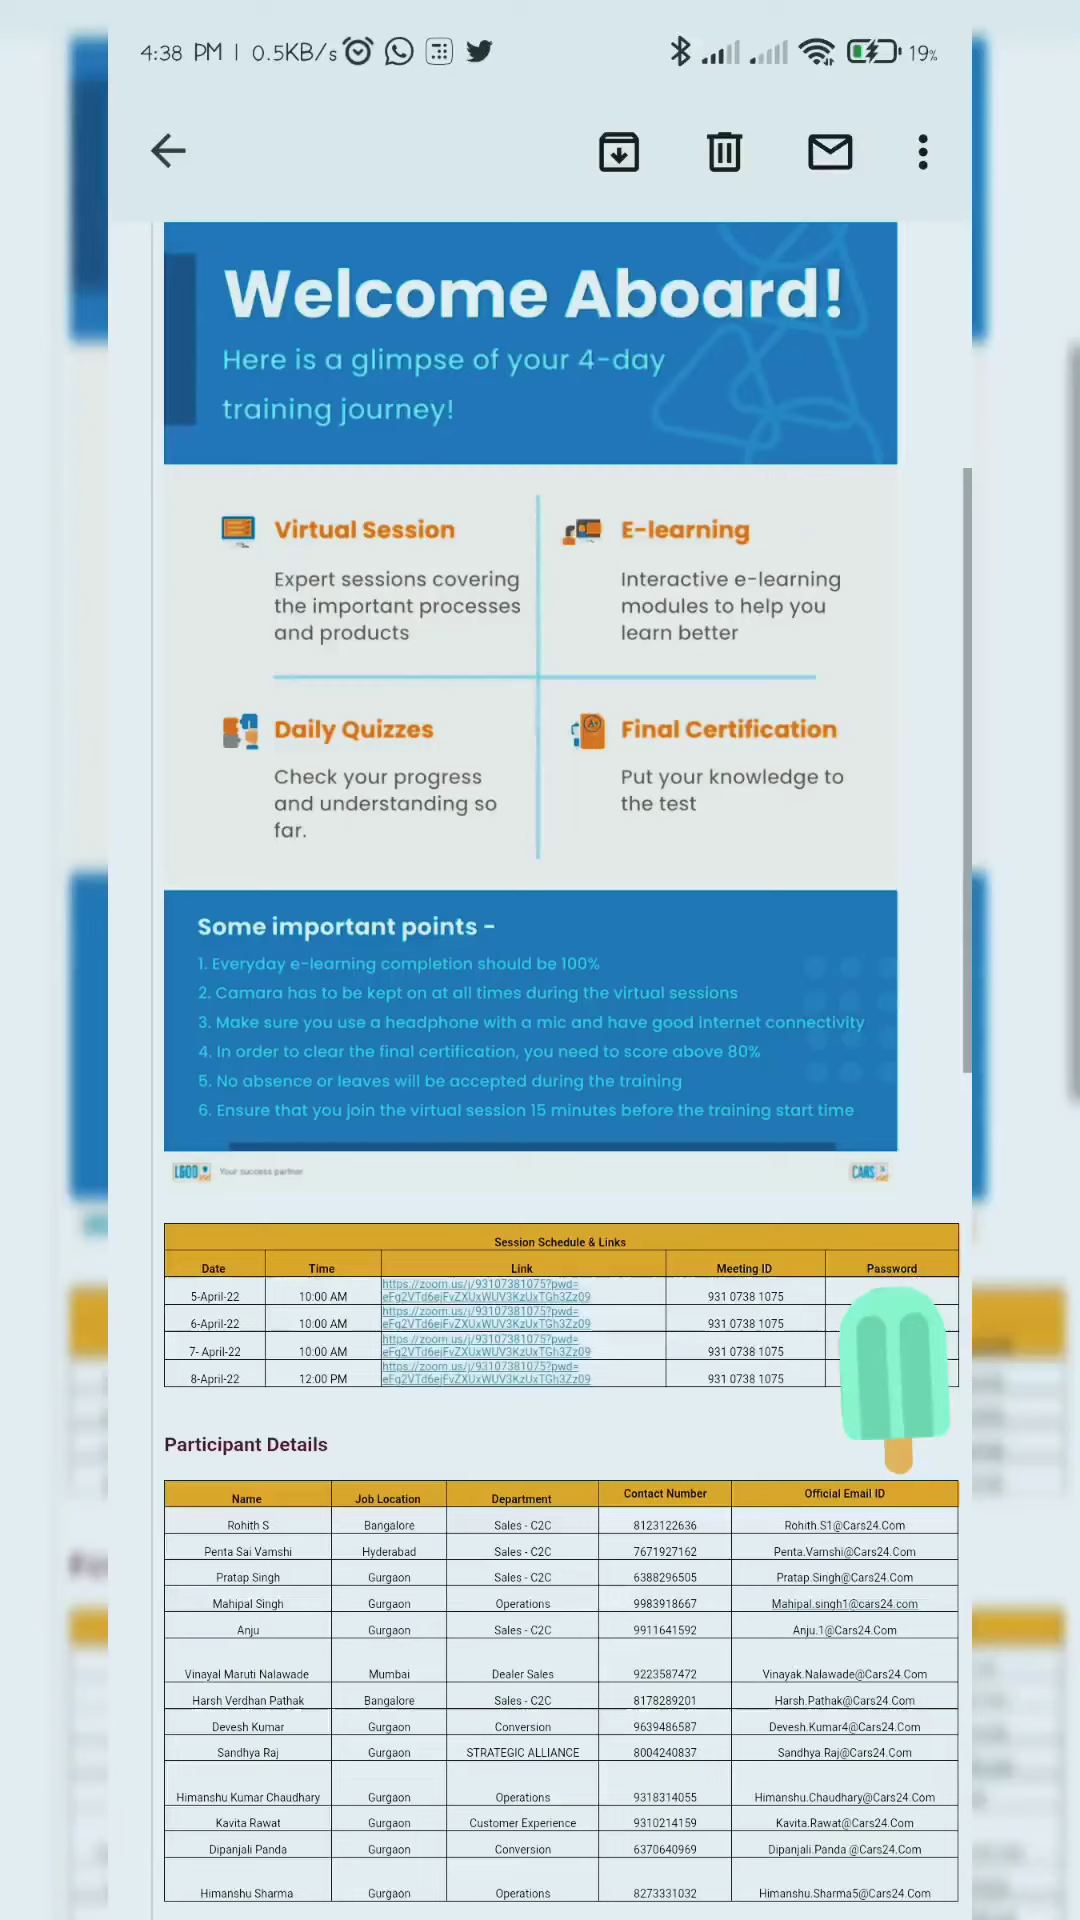 4:38 PM | 0.5KB/s
19%
Welcome Aboard!
Here is a glimpse of your 4-day
training journey!
Virtual Session
Expert sessions covering
the important processes
and products
E-learning
Interactive e-learning
modules to help you
learn better
Daily Quizzes
Check your progress
and understanding so
far.
Final Certification
Put your knowledge to
the test
Some important points -
1. Everyday e-learning completion should be 100%
2. Camara has to be kept on at all times during the virtual sessions
3. Make sure you use a headphone with a mic and have good internet connectivity
4. In order to clear the final certification, you need to score above 80%
5. No absence or leaves will be accepted during the training
6. Ensure that you join the virtual session 15 minutes before the training start time
Your success partner
CARS
Session Schedule & Links
Date Time Link Meeting ID Password
5-April-22 10:00 AM https://zoom.us/j/93107381075?pwd=
eFg2VTd6ejFvZXUxWUV3KzUxTGh3Zz09 931 0738 1075
6-April-22 10:00 AM https://zoom.us/j/93107381075?pwd=
eFg2VTd6ejFvZXUxWUV3KzUxTGh3Zz09 931 0738 1075
7- April-22 10:00 AM https://zoom.us/j/93107381075?pwd=
eFg2VTd6ejFvZXUxWUV3KzUxTGh3Zz09 931 0738 1075
8-April-22 12:00 PM https://zoom.us/j/93107381075?pwd=
eFg2VTd6ejFvZXUxWUV3KzUxTGh3Zz09 931 0738 1075
Participant Details
Name Job Location Department Contact Number Official Email ID
Rohith S Bangalore Sales - C2C 8123122636 Rohith.S1@Cars24.Com
Penta Sai Vamshi Hyderabad Sales - C2C 7671927162 Penta.Vamshi@Cars24.Com
Pratap Singh Gurgaon Sales - C2C 6388296505 Pratap.Singh@Cars24.Com
Mahipal Singh Gurgaon Operations 9983918667 Mahipal.singh1@cars24.com
Anju Gurgaon Sales - C2C 9911641592 Anju.1@Cars24.Com
Vinayal Maruti Nalawade Mumbai Dealer Sales 9223587472 Vinayak.Nalawade@Cars24.Com
Harsh Verdhan Pathak Bangalore Sales - C2C 8178289201 Harsh.Pathak@Cars24.Com
Devesh Kumar Gurgaon Conversion 9639486587 Devesh.Kumar4@Cars24.Com
Sandhya Raj Gurgaon STRATEGIC ALLIANCE 8004240837 Sandhya.Raj@Cars24.Com
Himanshu Kumar Chaudhary Gurgaon Operations 9318314055 Himanshu.Chaudhary@Cars24.Com
Kavita Rawat Gurgaon Customer Experience 9310214159 Kavita.Rawat@Cars24.Com
Dipanjali Panda Gurgaon Conversion 6370640969 Dipanjali.Panda @Cars24.Com
Himanshu Sharma Gurgaon Operations 8273331032 Himanshu.Sharma5@Cars24.Com